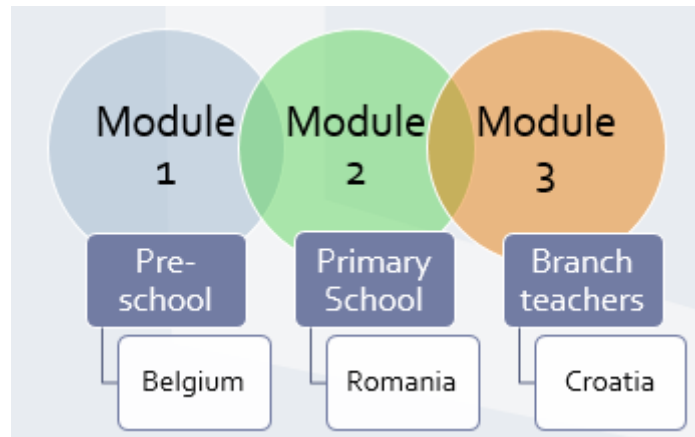 Module
1
Module
2
Module
3
Pre-
school
Primary
School
Branch
teachers
Belgium
Romania
Croatia